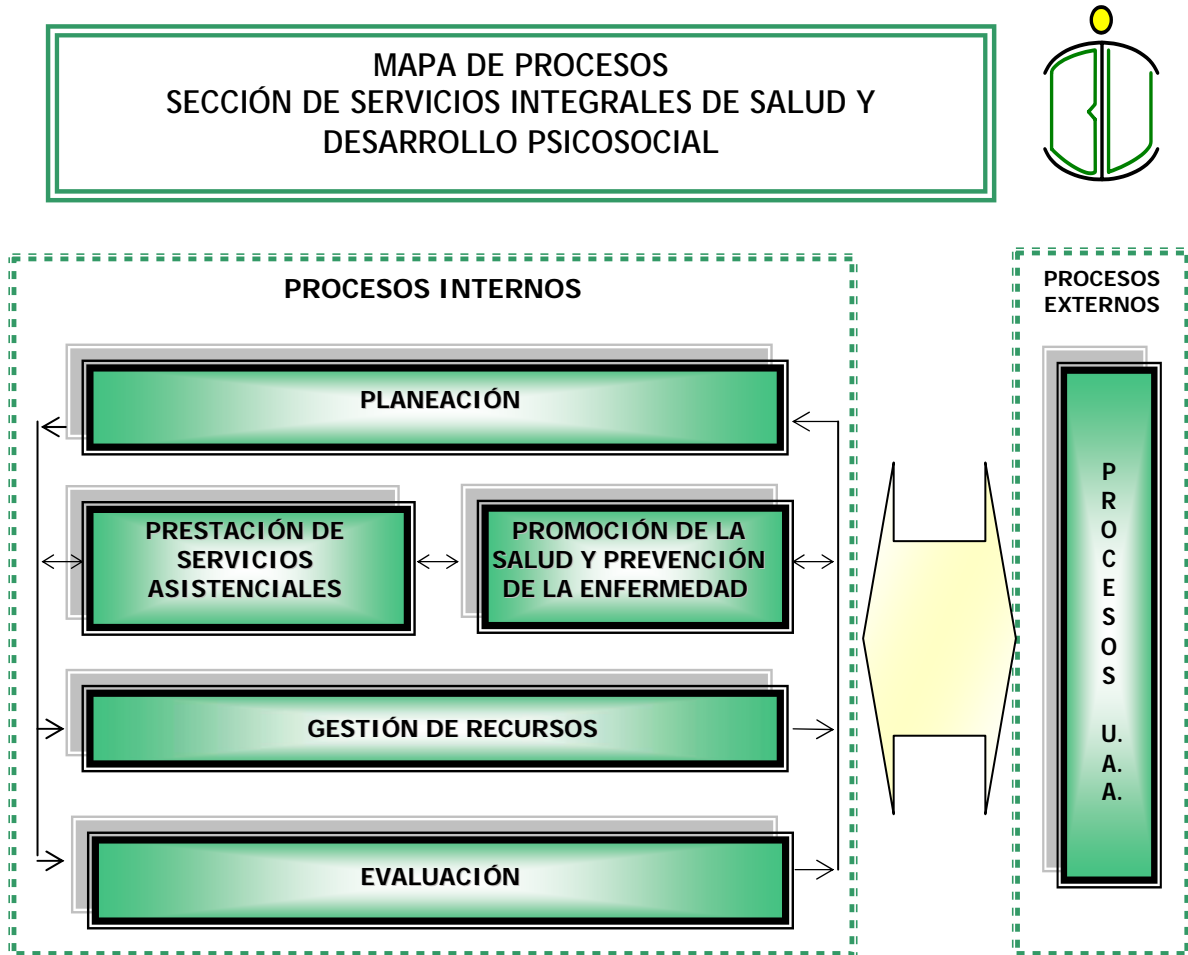 MAPA DE PROCESOS
SECCIÓN DE SERVICIOS INTEGRALES DE SALUD Y
DESARROLLO PSICOSOCIAL
PROCESOS INTERNOS
PLANEACIÓN
PRESTACIÓN DE
SERVICIOS
ASISTENCIALES
PROMOCIÓN DE LA
SALUD Y PREVENCIÓN
DE LA ENFERMEDAD
GESTIÓN DE RECURSOS
EVALUACIÓN
PROCESOS
EXTERNOS
P
R
O
C
E
S
O
S
U.
A.
A.